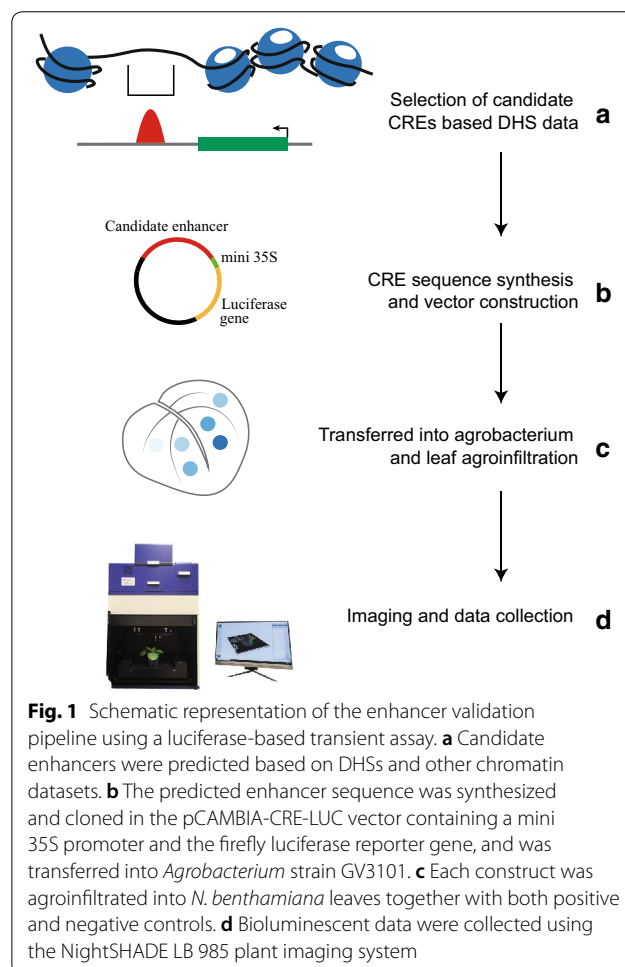 Selection of candidate
CREs based DHS data
a
Candidate enhancer
mini 35S
Luciferase
gene
CRE sequence synthesis
and vector construction
b
Transferred into agrobacterium
and leaf agroinfiltration
c
Imaging and data collection
d
Fig. 1 Schematic representation of the enhancer validation
pipeline using a luciferase-based transient assay. a Candidate
enhancers were predicted based on DHSs and other chromatin
datasets. b The predicted enhancer sequence was synthesized
and cloned in the pCAMBIA-CRE-LUC vector containing a mini
35S promoter and the firefly luciferase reporter gene, and was
transferred into Agrobacterium strain GV3101. c Each construct was
agroinfiltrated into N. benthamiana leaves together with both positive
and negative controls. d Bioluminescent data were collected using
the NightSHADE LB 985 plant imaging system